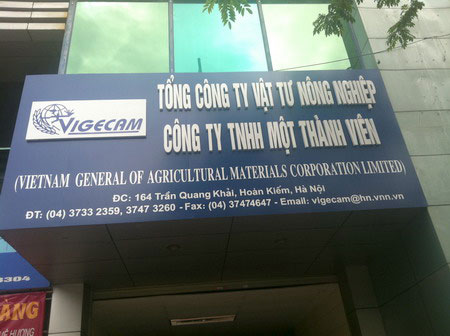 VIGECAM
TỔNG CÔNG TY VẬT TƯ NÔNG NGHIỆP
CÔNG TY TNHH MỘT THÀNH VIÊN
(VIETNAM GENERAL OF AGRICULTURAL MATERIALS CORPORATION LIMITED)
ĐC: 164 Trần Quang Khải, Hoàn Kiếm, Hà Nội
ĐT: (04) 3733 2359, 3747 3260 - Fax: (04) 37474647 - Email: vigecam@hn.vnn.vn
3304